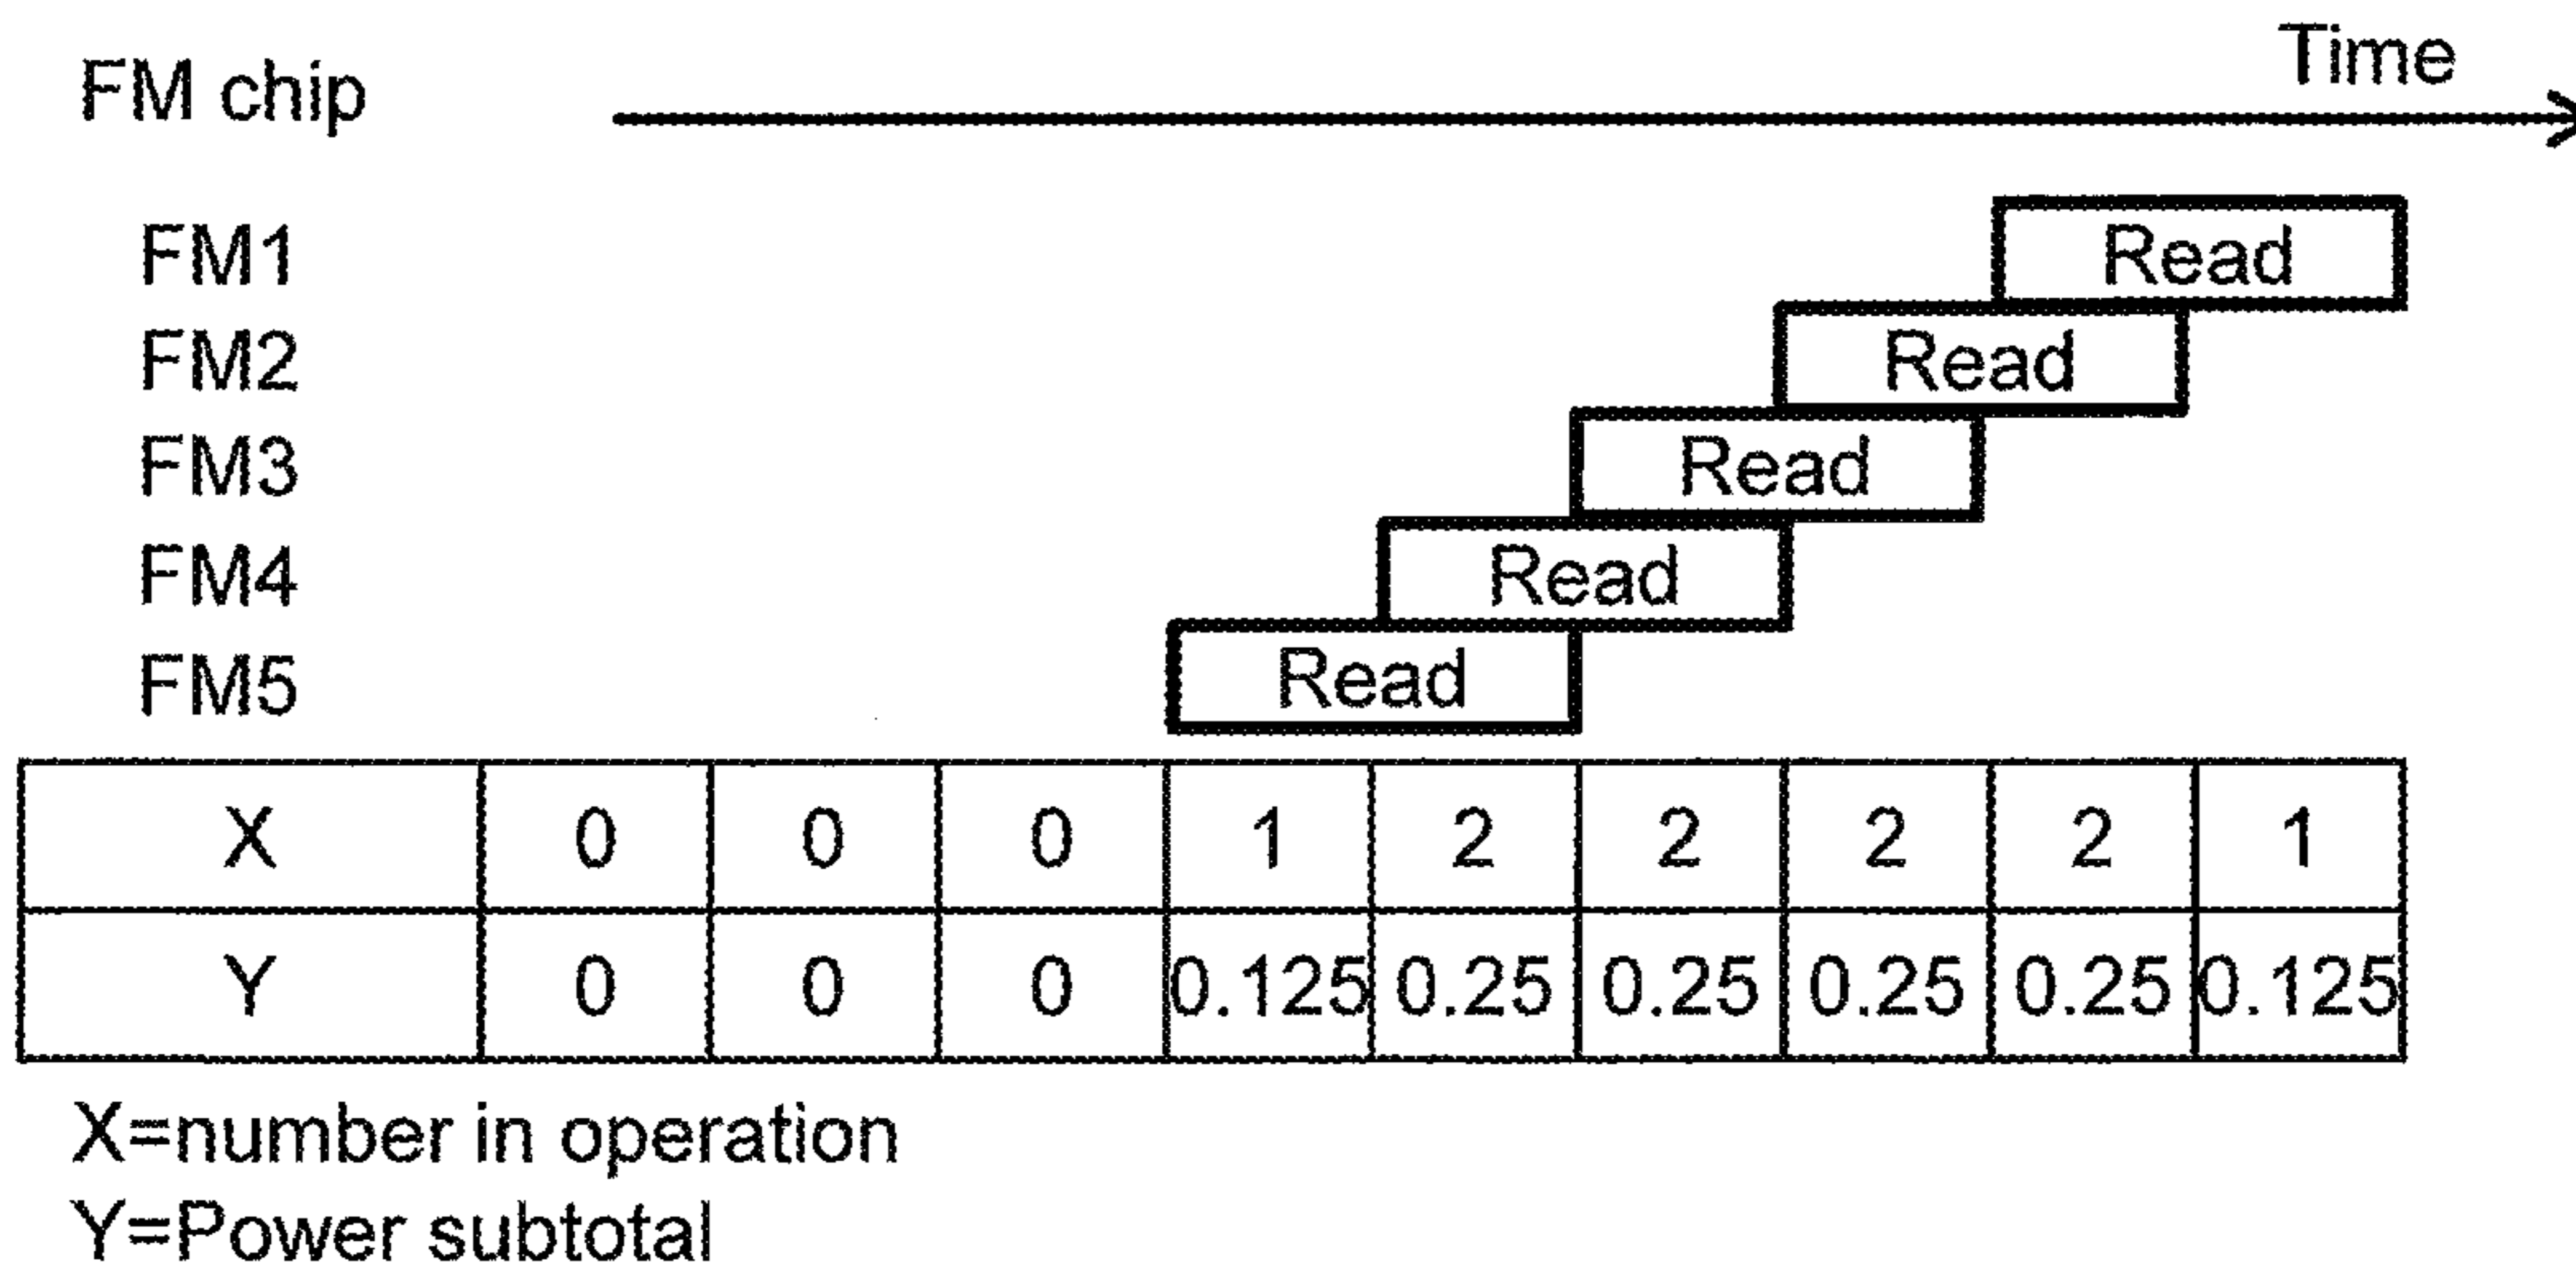 FM chip Time
FM1 Read
FM2 Read
FM3 Read
FM4 Read
FM5 Read
X 0 0 0 1 2 2 2 2 1
Y 0 0 0 0.125 0.25 0.25 0.25 0.25 0.125
X=number in operation
Y=Power subtotal